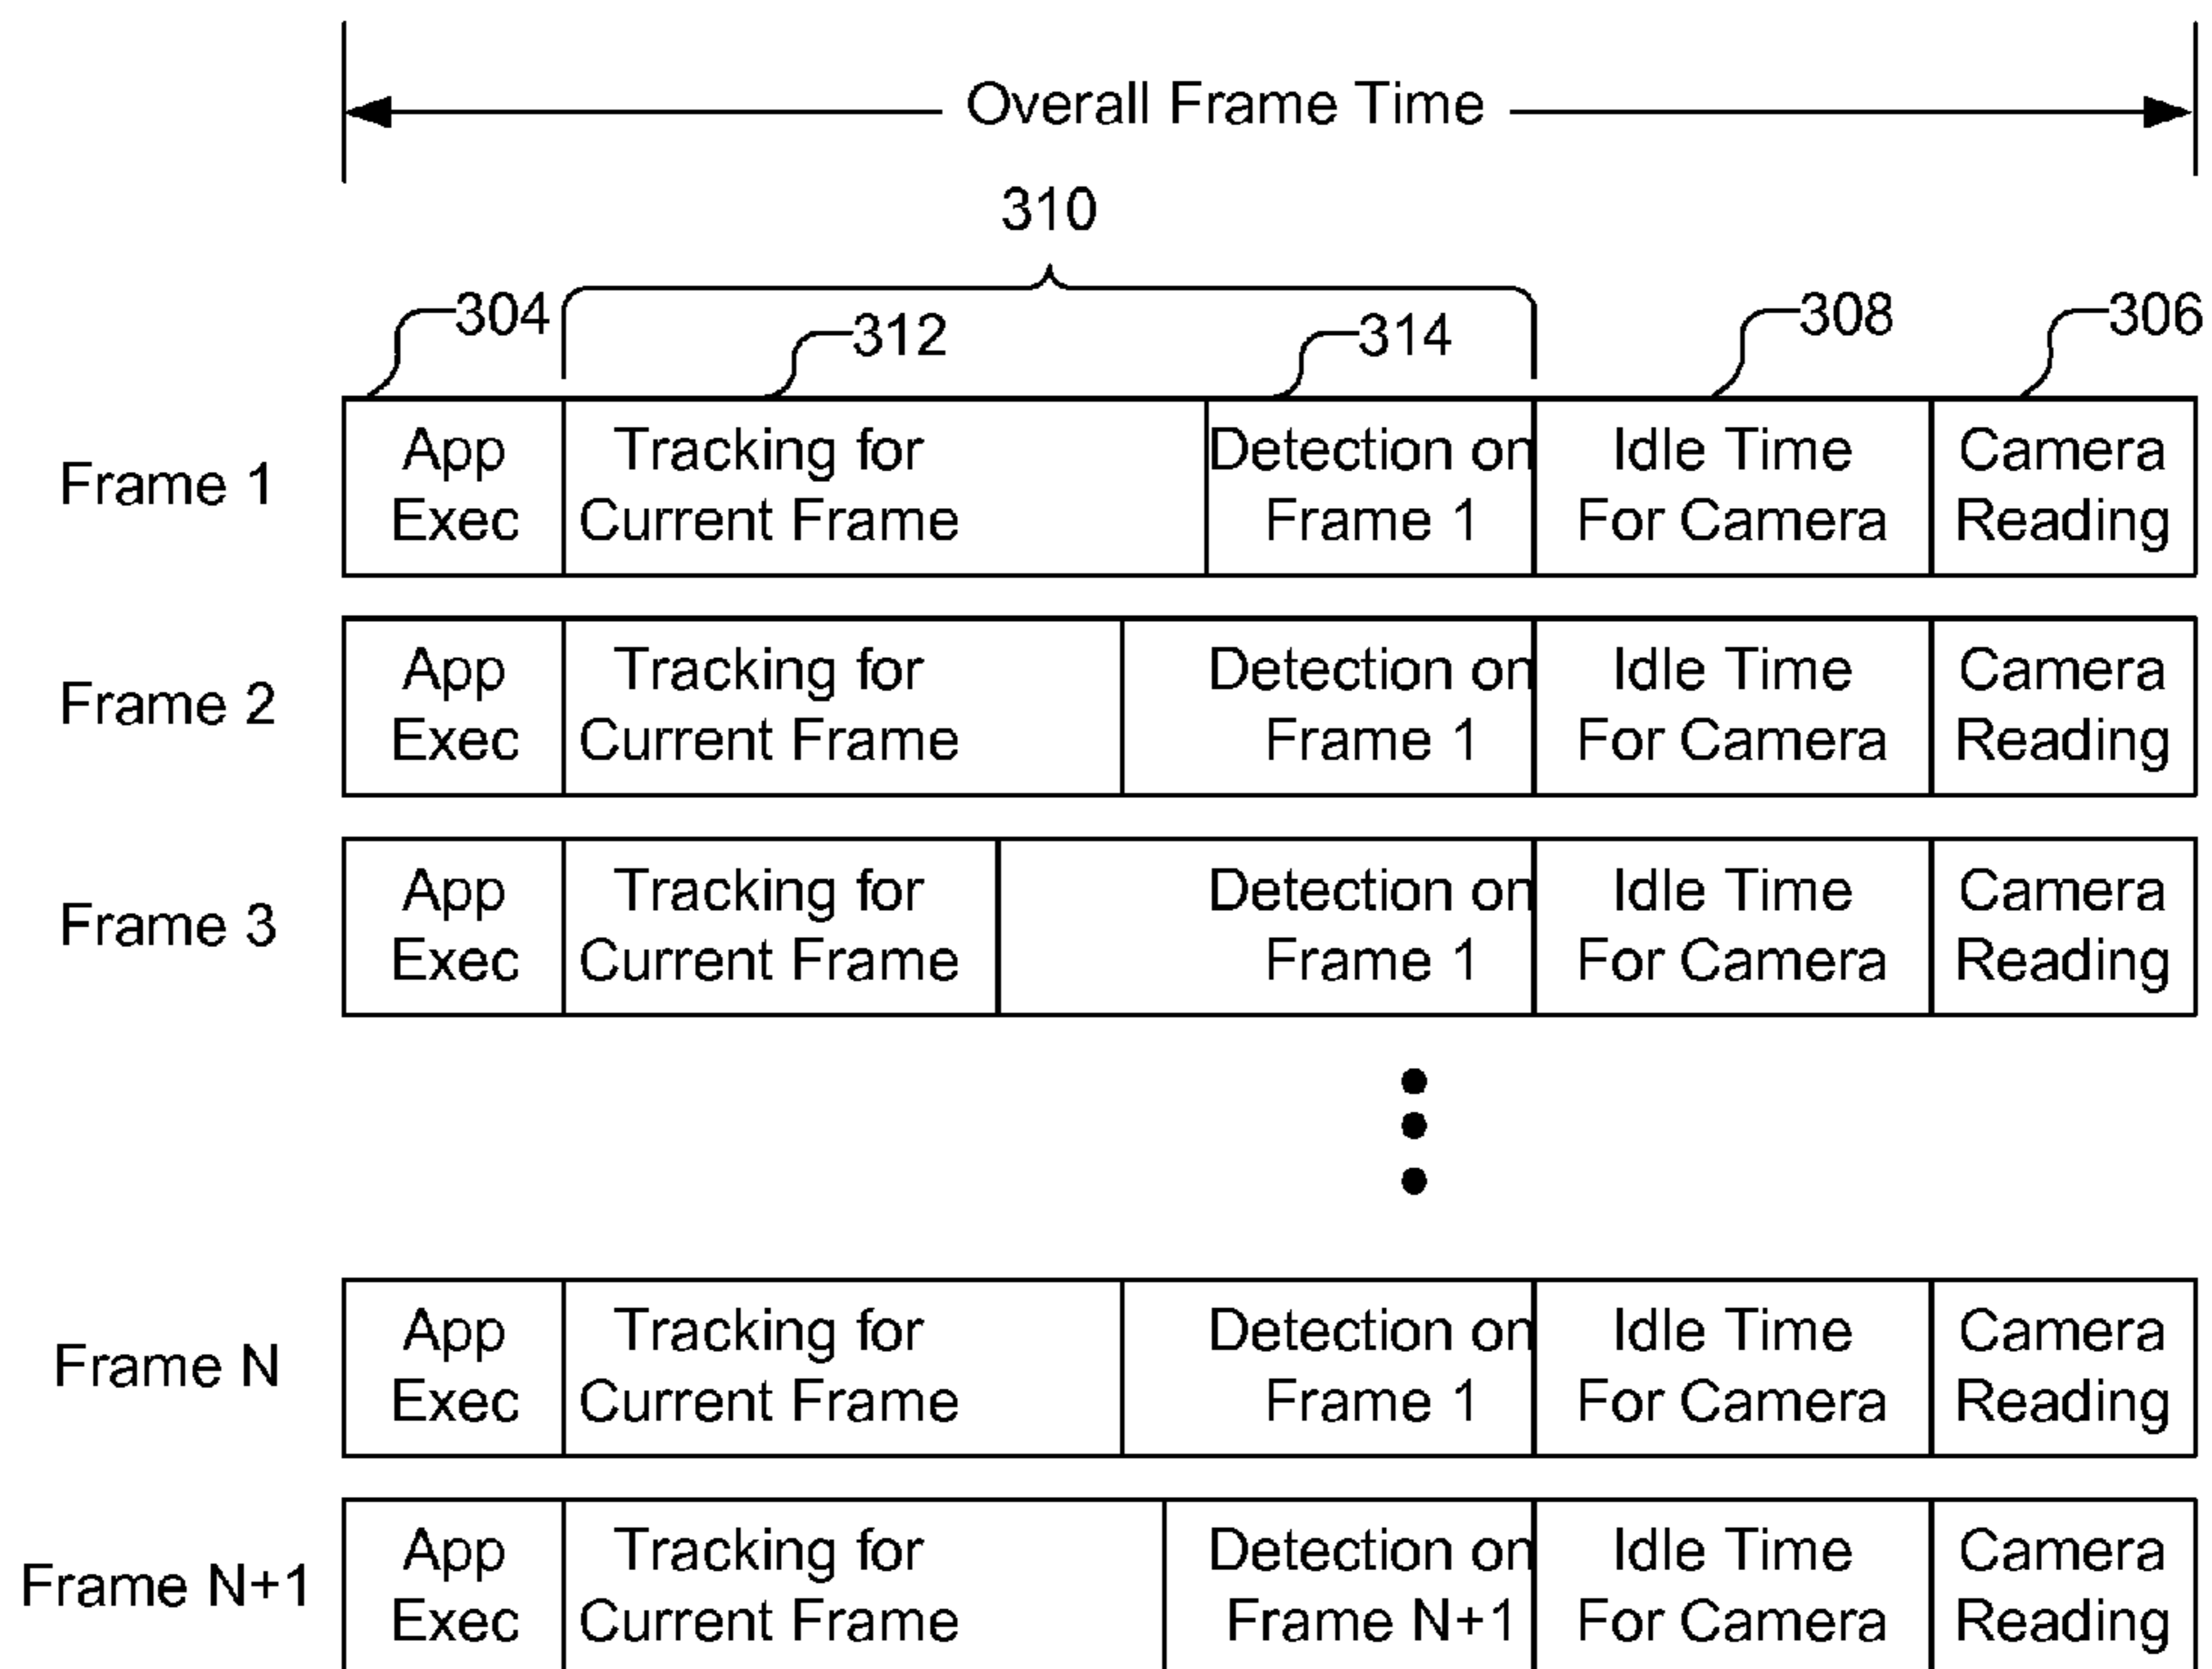 Overall Frame Time
310
304
312
314
308
306
Frame 1
App
Exec
Tracking for
Current Frame
Detection on
Frame 1
Idle Time
For Camera
Camera
Reading
Frame 2
App
Exec
Tracking for
Current Frame
Detection on
Frame 1
Idle Time
For Camera
Camera
Reading
Frame 3
App
Exec
Tracking for
Current Frame
Detection on
Frame 1
Idle Time
For Camera
Camera
Reading
Frame N
App
Exec
Tracking for
Current Frame
Detection on
Frame 1
Idle Time
For Camera
Camera
Reading
Frame N+1
App
Exec
Tracking for
Current Frame
Detection on
Frame N+1
Idle Time
For Camera
Camera
Reading